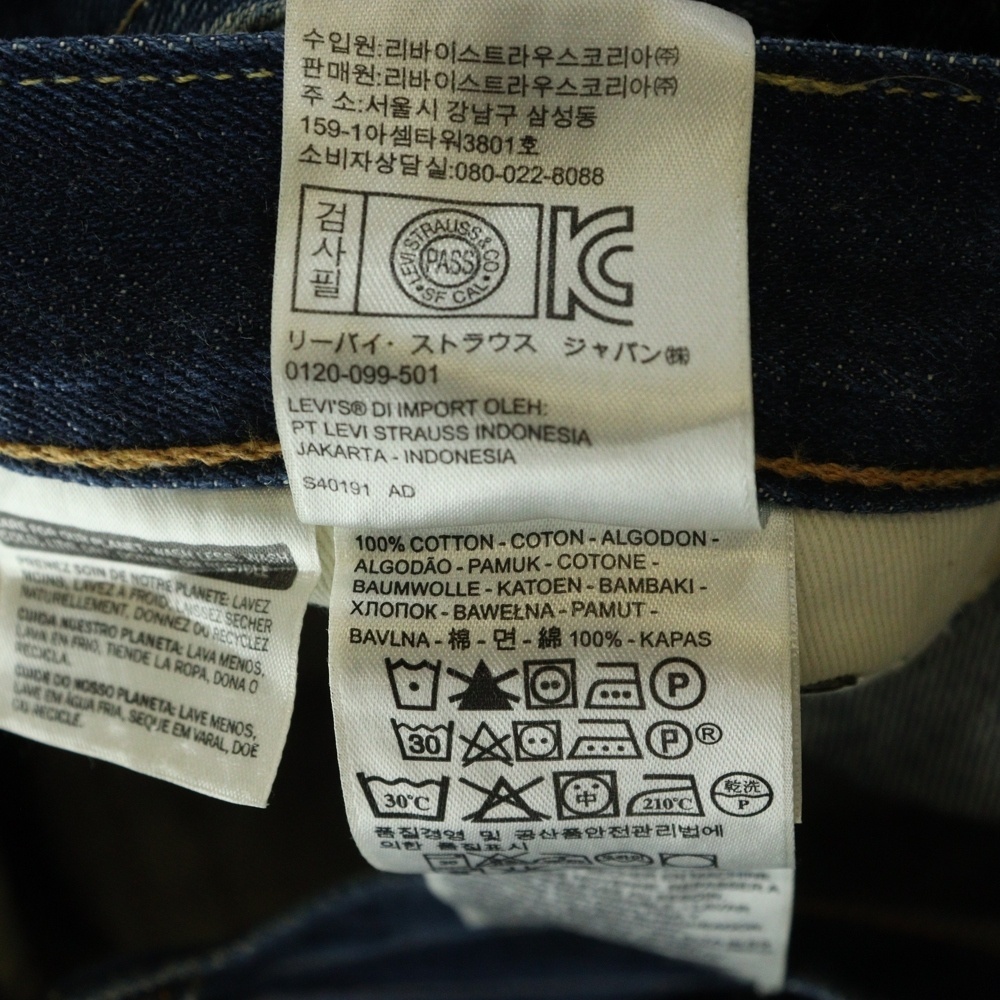 수입원:리바이스트라우스코리아㈜
판매원:리바이스트라우스코리아㈜
주 소:서울시 강남구 삼성동
159-1아셈타워3801호
소비자상담실:080-022-8088
검사필
LEVI STRAUSS & CO
PASS
SF CAL
リーバイ・ストラウス ジャパン㈱
0120-099-501
LEVI'S® DI IMPORT OLEH:
PT LEVI STRAUSS INDONESIA
JAKARTA - INDONESIA
S40191 AD
PRENEZ SOIN DE NOTRE PLANETE: LAVEZ
MOINS, LAVEZ A FROID, LAISSEZ SECHER
NATURELLEMENT, DONNEZ OU RECYCLEZ
CUIDA NUESTRO PLANETA: LAVA MENOS,
LAVA EN FRIO, TIENDE LA ROPA, DONA O
RECICLA.
CUIDE DO NOSSO PLANETA: LAVE MENOS,
LAVE EM ÁGUA FRIA, SEQUE EM VARAL, DOE
OU RECICLE.
100% COTTON - COTON - ALGODON -
ALGODÃO - PAMUK - COTONE -
BAUMWOLLE - KATOEN - BAMBAKI -
ХЛОПОК - BAWEŁNA - PAMUT -
BAVLNA - 棉 - 면 - 綿 100% - KAPAS
P
30 P®
30°C 中 210°C 乾洗 P
품질경영 및 공산품안전관리법에
의한 품질표시